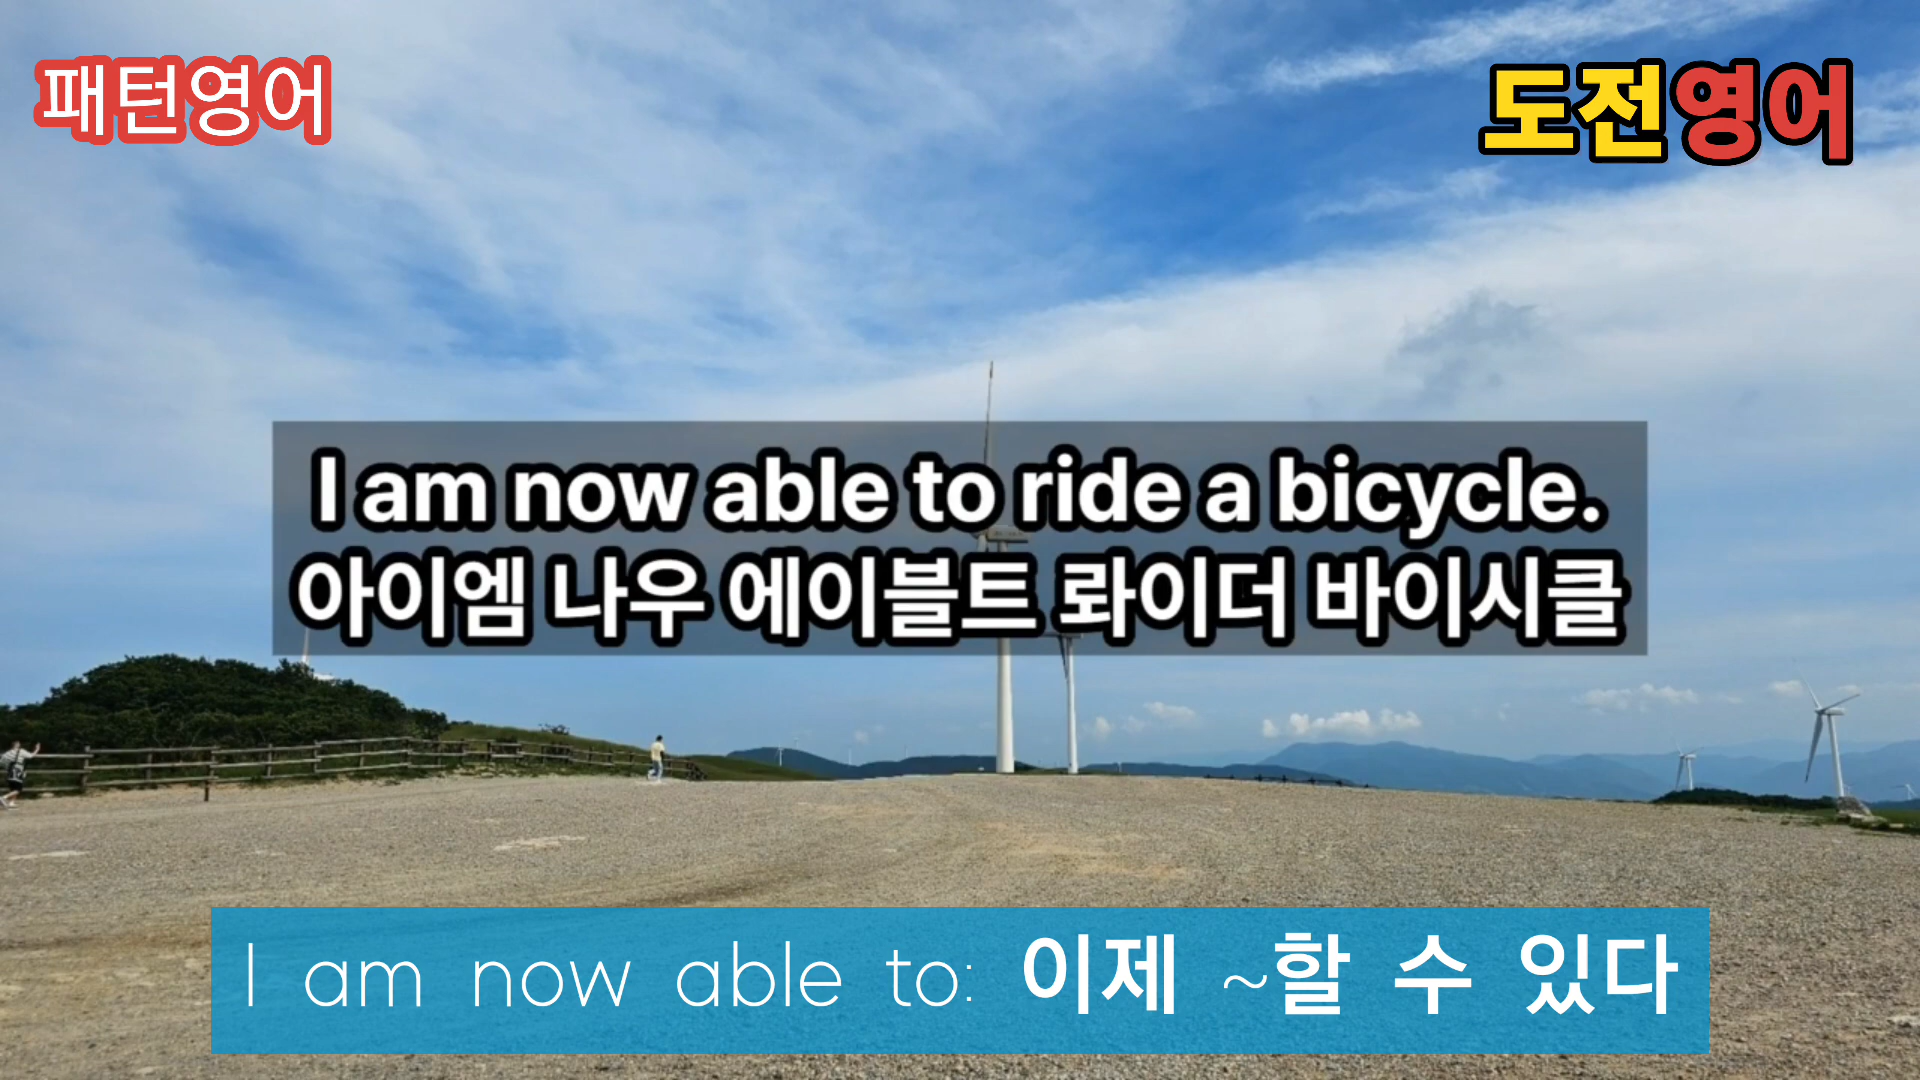 패턴영어
도전영어
I am now able to ride a bicycle.
아이엠 나우 에이블트 롸이더 바이시클
I am now able to: 이제 ~할 수 있다